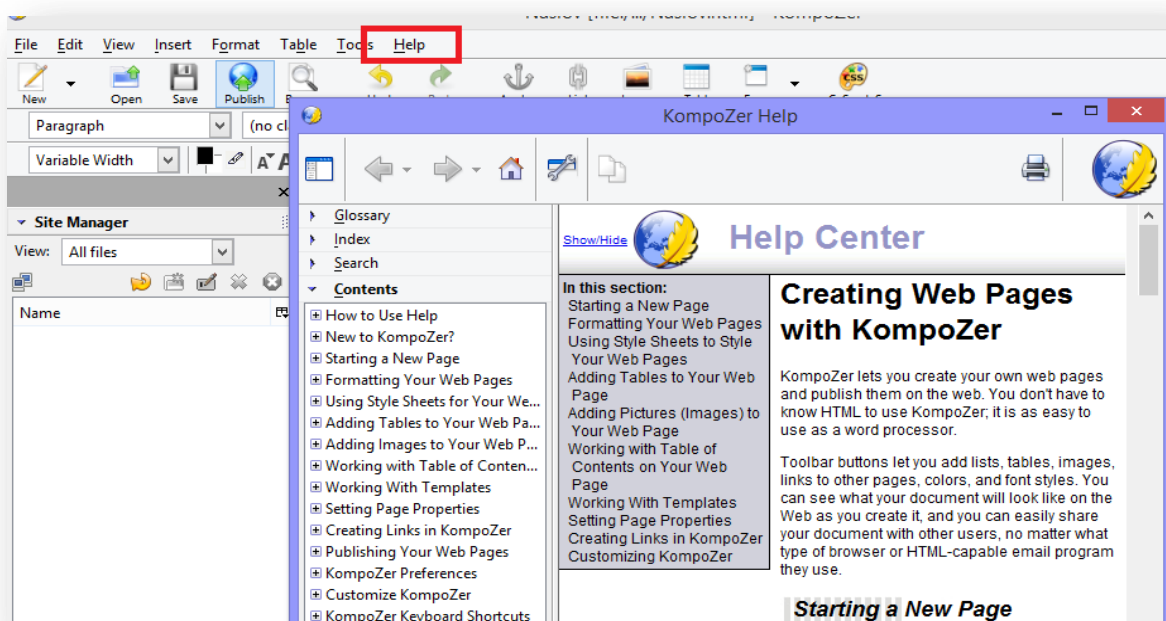 KompoZer
File Edit View Insert Format Table Tools Help
New Open Save Publish
Paragraph
(no cl
Variable Width
KompoZer Help
Site Manager
View: All files
Name
Glossary
Index
Search
Contents
How to Use Help
New to KompoZer?
Starting a New Page
Formatting Your Web Pages
Using Style Sheets for Your We...
Adding Tables to Your Web Pa...
Adding Images to Your Web P...
Working with Table of Conten...
Working With Templates
Setting Page Properties
Creating Links in KompoZer
Publishing Your Web Pages
KompoZer Preferences
Customize KompoZer
KompoZer Keyboard Shortcuts
Show/Hide
Help Center
In this section:
Starting a New Page
Formatting Your Web Pages
Using Style Sheets to Style
Your Web Pages
Adding Tables to Your Web
Page
Adding Pictures (Images) to
Your Web Page
Working with Table of
Contents on Your Web
Page
Working With Templates
Setting Page Properties
Creating Links in KompoZer
Customizing KompoZer
Creating Web Pages
with KompoZer
KompoZer lets you create your own web pages
and publish them on the web. You don't have to
know HTML to use KompoZer; it is as easy to
use as a word processor.
Toolbar buttons let you add lists, tables, images,
links to other pages, colors, and font styles. You
can see what your document will look like on the
Web as you create it, and you can easily share
your document with other users, no matter what
type of browser or HTML-capable email program
they use.
Starting a New Page